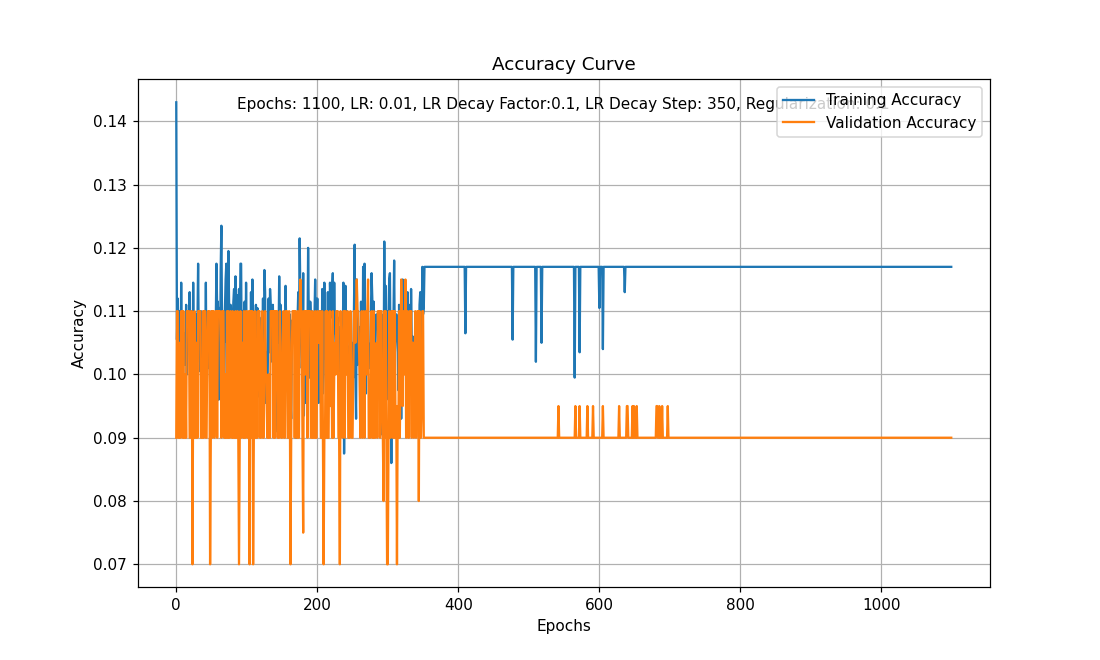 Accuracy Curve
Epochs: 1100, LR: 0.01, LR Decay Factor:0.1, LR Decay Step: 350, Regularization:
Training Accuracy
Validation Accuracy
Accuracy
0.14
0.13
0.12
0.11
0.10
0.09
0.08
0.07
0 200 400 600 800 1000
Epochs